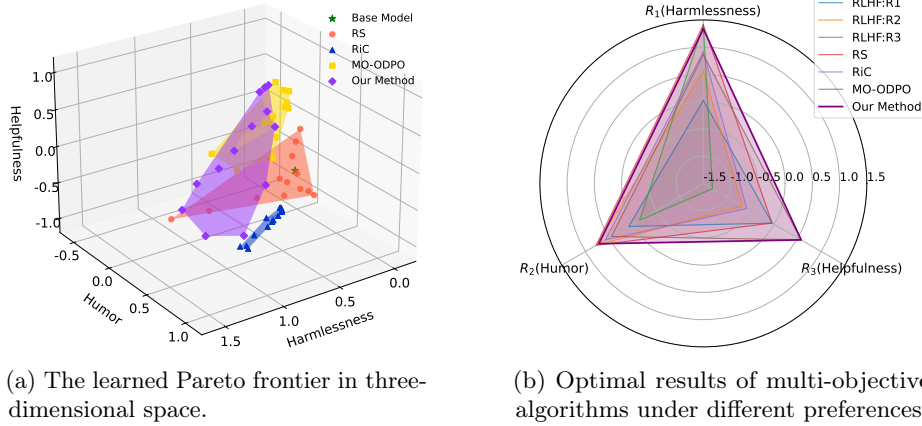 Base Model
RS
RiC
MO-ODPO
Our Method
1.0
0.5
0.0
-0.5
-1.0
Helpfulness
-0.5
0.0
0.5
1.0
Humor
1.5
1.0
0.5
0.0
Harmlessness
(a) The learned Pareto frontier in three-
dimensional space.
R1(Harmlessness)
RLHF:R1
RLHF:R2
RLHF:R3
RS
RiC
MO-ODPO
Our Method
-1.5 -1.0 -0.5 0.0 0.5 1.0 1.5
R2(Humor)
R3(Helpfulness)
(b) Optimal results of multi-objective
algorithms under different preferences